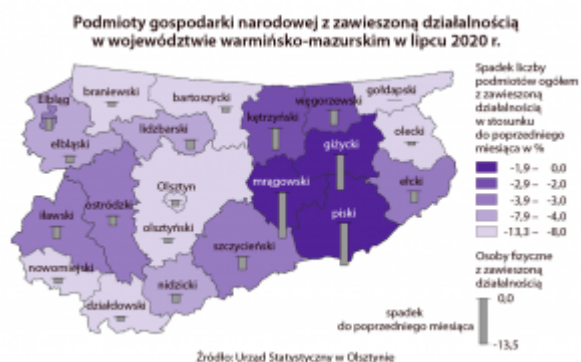 Podmioty gospodarki narodowej z zawieszoną działalnością
w województwie warmińsko-mazurskim w lipcu 2020 r.
Spadek liczby
podmiotów ogółem
z zawieszoną
działalnością
w stosunku
do poprzedniego
miesiąca w %
-1,9 – 0,0
-2,9 – -2,0
-3,9 – -3,0
-7,9 – -4,0
-13,3 – -8,0
Osoby fizyczne
z zawieszoną
działalnością
0,0
spadek
do poprzedniego miesiąca
-13,5
Elbląg
braniewski
bartoszycki
węgorzewski
gołdapski
kętrzyński
lidzbarski
elbląski
giżycki
olecki
mrągowski
ełcki
Olsztyn
ostródzki
iławski
piski
olsztyński
szczycieński
nowomiejski
nidzicki
działdowski
Źródło: Urząd Statystyczny w Olsztynie